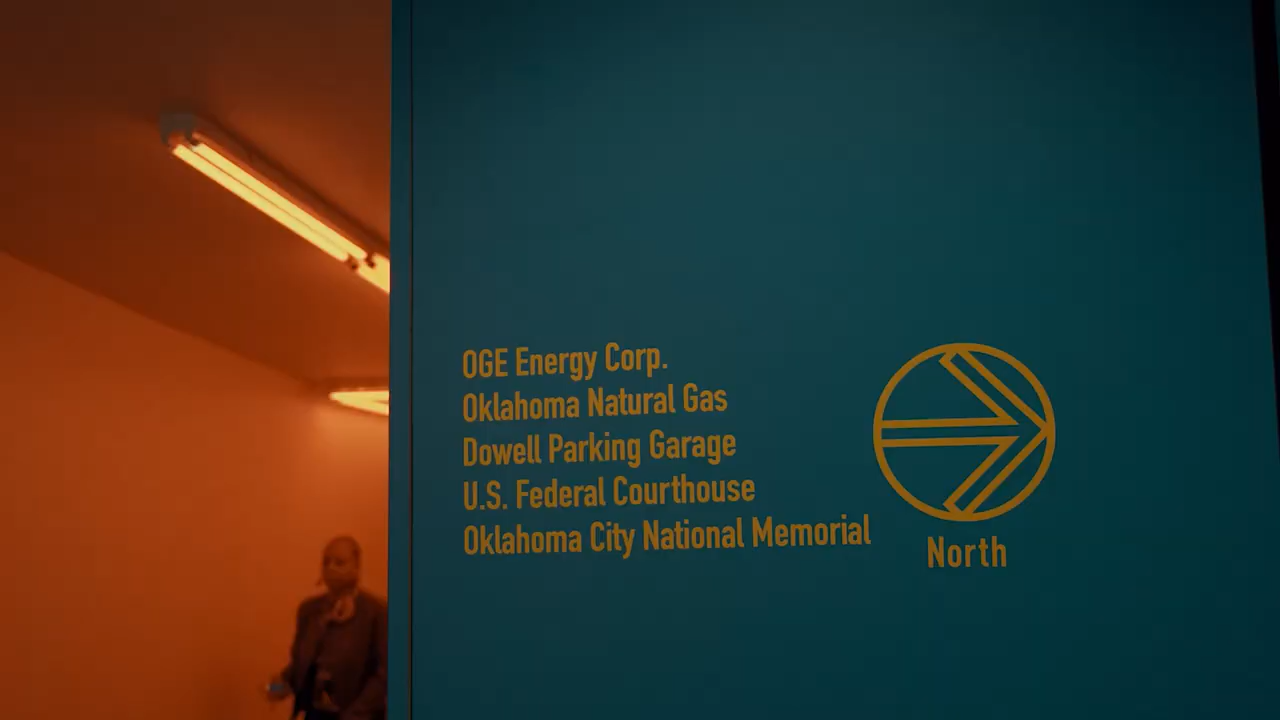 OGE Energy Corp.
Oklahoma Natural Gas
Dowell Parking Garage
U.S. Federal Courthouse
Oklahoma City National Memorial
North